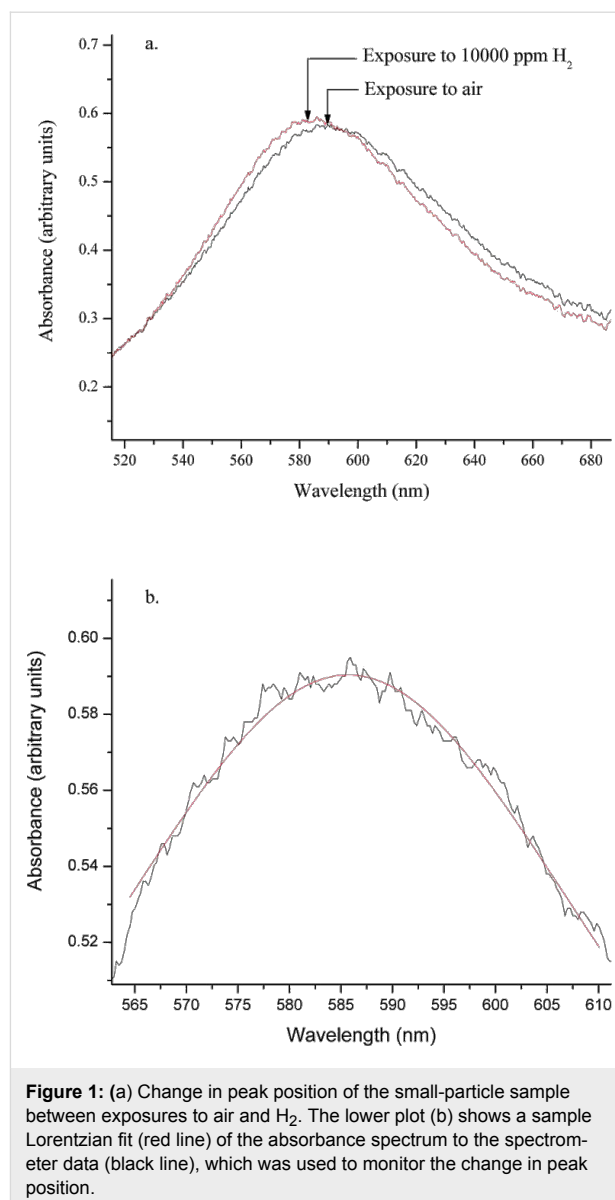 a.
Exposure to 10000 ppm H2
Exposure to air
0.7
0.6
0.5
0.4
0.3
0.2
Absorbance (arbitrary units)
520 540 560 580 600 620 640 660 680
Wavelength (nm)
b.
0.60
0.58
0.56
0.54
0.52
Absorbance (arbitrary units)
565 570 575 580 585 590 595 600 605 610
Wavelength (nm)
Figure 1: (a) Change in peak position of the small-particle sample
between exposures to air and H2. The lower plot (b) shows a sample
Lorentzian fit (red line) of the absorbance spectrum to the spectrom-
eter data (black line), which was used to monitor the change in peak
position.